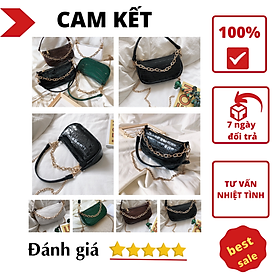 CAM KẾT
100%
7 ngày
đổi trả
TƯ VẤN
NHIỆT TÌNH
Đánh giá
best
sale